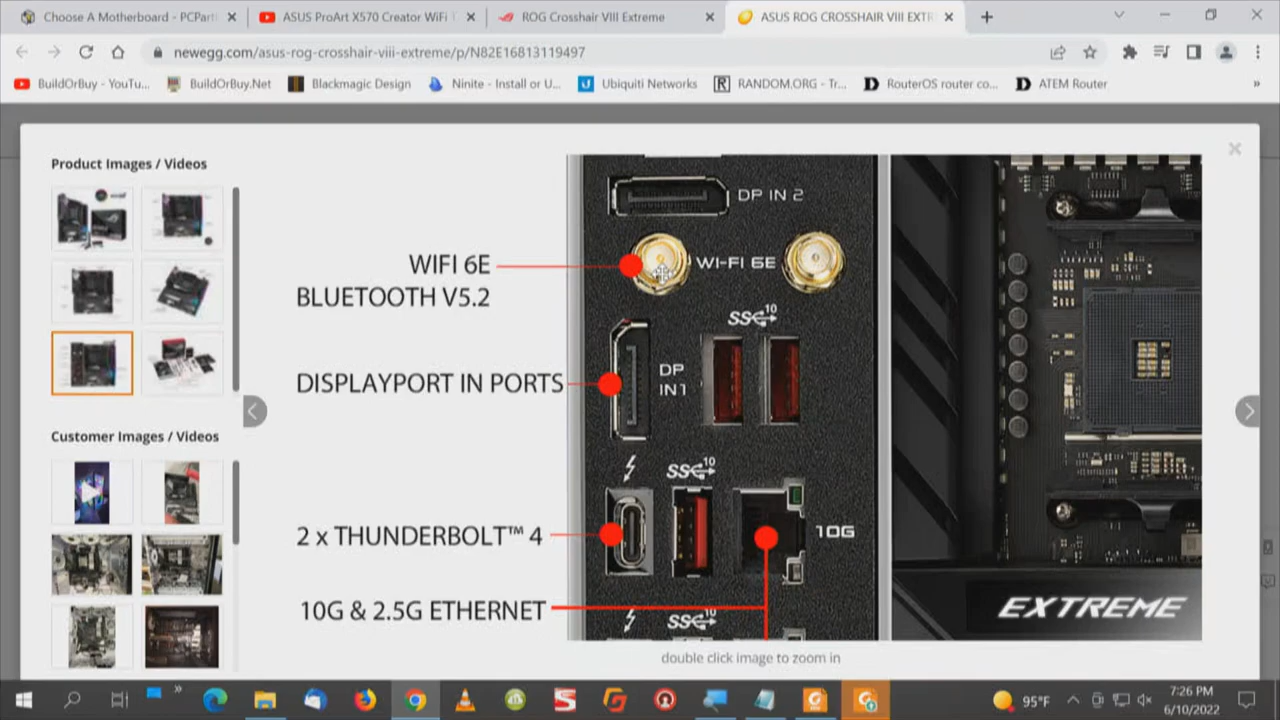 Choose A Motherboard - PCPart
ASUS ProArt X570 Creator WiFi
ROG Crosshair VIII Extreme
ASUS ROG CROSSHAIR VIII EXTR
newegg.com/asus-rog-crosshair-viii-extreme/p/N82E16813119497
BuildOrBuy - YouTu...
BuildOrBuy.Net
Blackmagic Design
Ninite - Install or U...
Ubiquiti Networks
RANDOM.ORG - Tr...
RouterOS router co...
ATEM Router
»
Product Images / Videos
Customer Images / Videos
DP IN 2
WIFI 6E
BLUETOOTH V5.2
WI-FI 6E
SS 10
DISPLAYPORT IN PORTS
DP
IN1
SS 10
2 x THUNDERBOLT™ 4
10G
10G & 2.5G ETHERNET
SS 10
EXTREME
double click image to zoom in
95°F
7:26 PM
6/10/2022